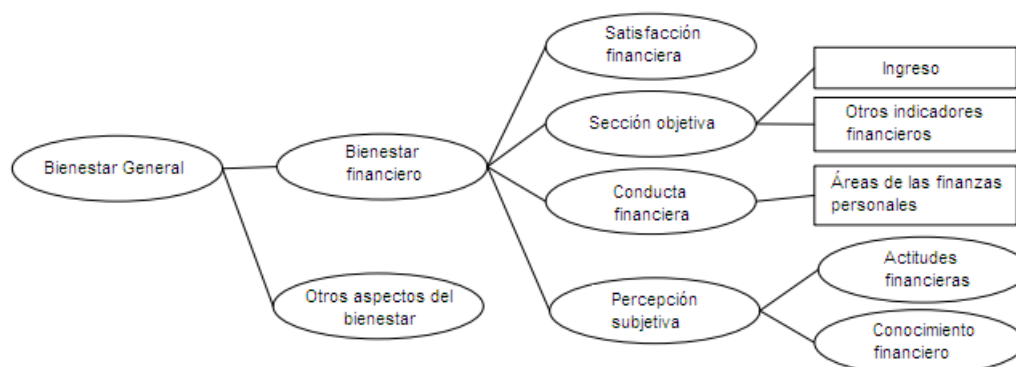 Bienestar General
Bienestar
financiero
Otros aspectos del
bienestar
Satisfacción
financiera
Sección objetiva
Conducta
financiera
Percepción
subjetiva
Ingreso
Otros indicadores
financieros
Áreas de las finanzas
personales
Actitudes
financieras
Conocimiento
financiero